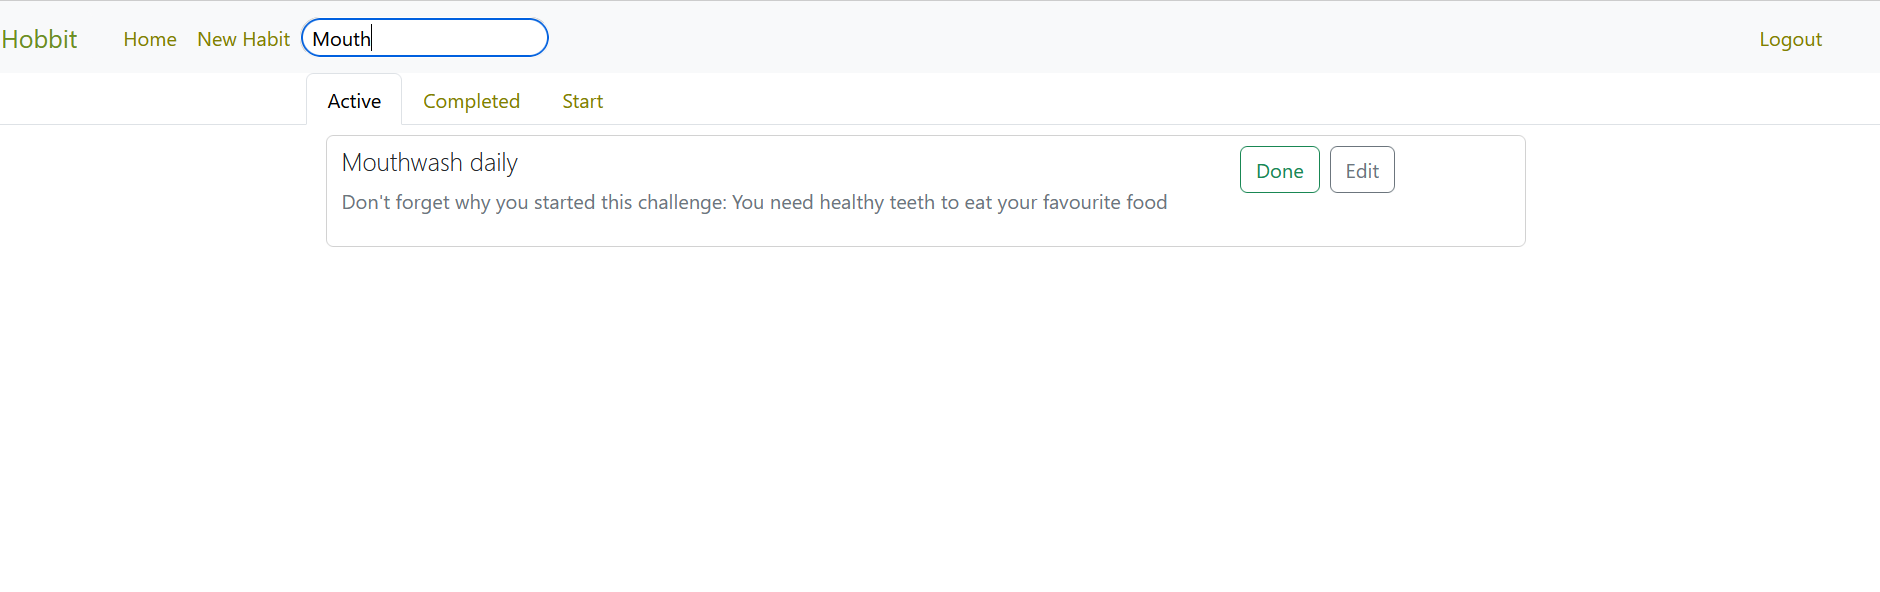 Hobbit Home New Habit Mouth Logout
Active Completed Start
Mouthwash daily Done Edit
Don't forget why you started this challenge: You need healthy teeth to eat your favourite food